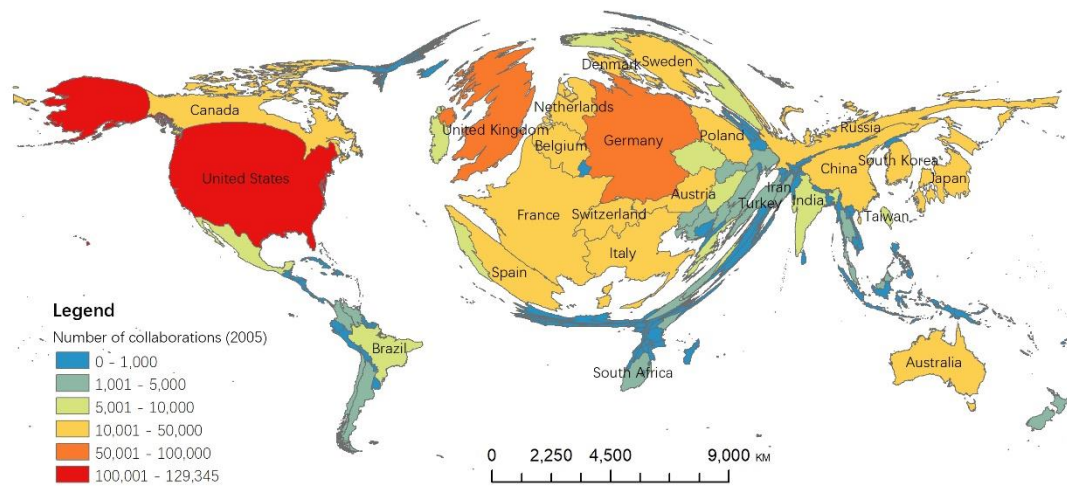 Denmark
Sweden
Canada
Netherlands
United Kingdom
Belgium
Germany
Poland
Russia
China
South Korea
Japan
United States
Austria
Iran
Turkey
India
Taiwan
France
Switzerland
Italy
Spain
Brazil
South Africa
Australia
Legend
Number of collaborations (2005)
0 - 1,000
1,001 - 5,000
5,001 - 10,000
10,001 - 50,000
50,001 - 100,000
100,001 - 129,345
0 2,250 4,500 9,000 KM